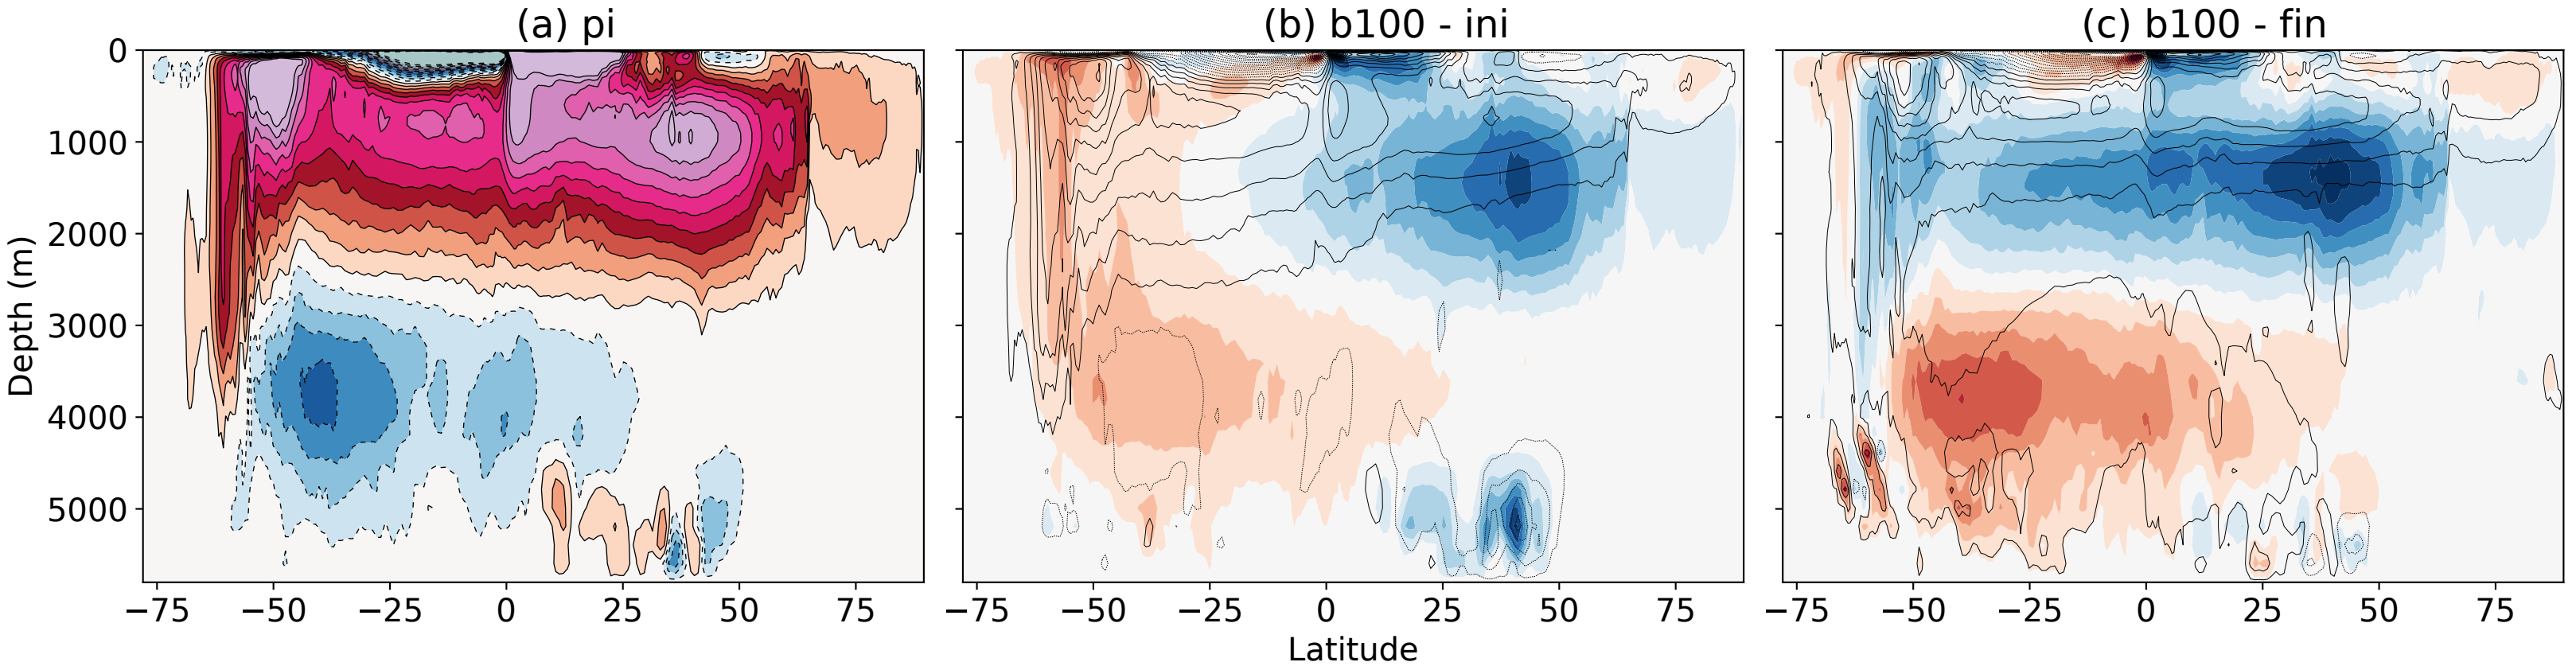 (a) pi
(b) b100 - ini
(c) b100 - fin
0
1000
2000
3000
4000
5000
Depth (m)
−75 −50 −25 0 25 50 75
−75 −50 −25 0 25 50 75
−75 −50 −25 0 25 50 75
Latitude